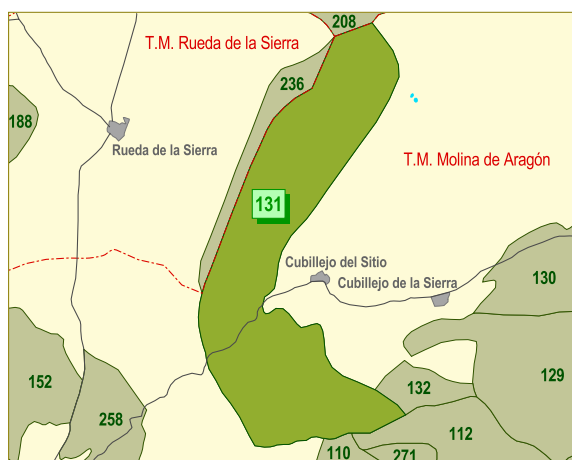 208
T.M. Rueda de la Sierra
236
188
Rueda de la Sierra
T.M. Molina de Aragón
131
Cubillejo del Sitio
Cubillejo de la Sierra
130
152
132
129
258
112
110
271